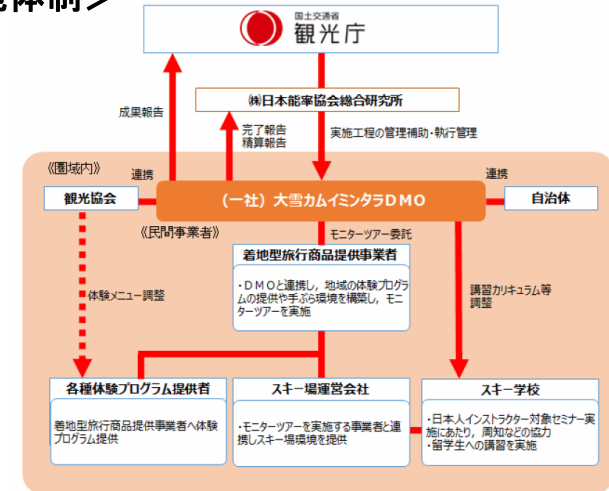 施体制＞
国土交通省
観光庁
㈱日本能率協会総合研究所
成果報告
完了報告
精算報告
実施工程の管理補助・執行管理
《圏域内》
連携
連携
観光協会
（一社）大雪カムイミンタラDMO
自治体
《民間事業者》
モニターツアー委託
着地型旅行商品提供事業者
・DMOと連携し，地域の体験プログラ
ムの提供や手ぶら環境を構築し，モニ
ターツアーを実施
体験メニュー調整
講習カリキュラム等
調整
各種体験プログラム提供者
着地型旅行商品提供事業者へ体験
プログラム提供
スキー場運営会社
・モニターツアーを実施する事業者と連
携しスキー場環境を提供
スキー学校
・日本人インストラクター対象セミナー実
施にあたり，周知などの協力
・留学生への講習を実施